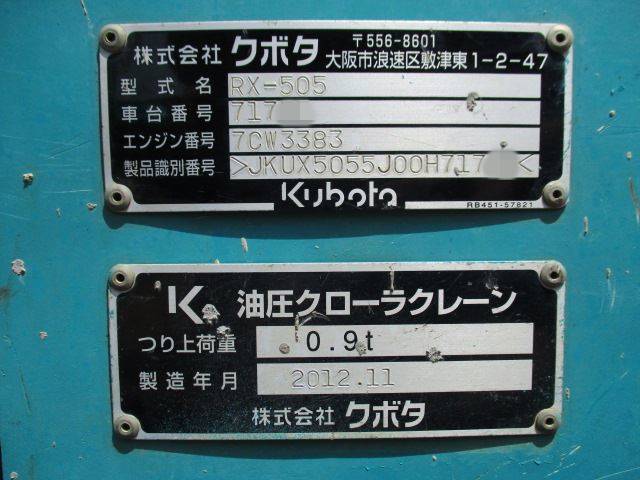 株式会社 クボタ 〒556-8601
大阪市浪速区敷津東1-2-47
型式名 RX-505
車台番号 717
エンジン番号 7CW3383
製品識別番号 >JKUX5055J00H717 <
Kubota
RB451-57821
K. 油圧クローラクレーン
つり上荷重 0.9t
製造年月 2012.11
株式会社 クボタ